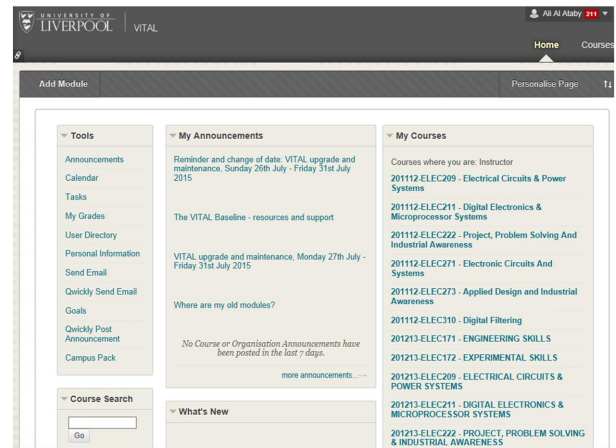 UNIVERSITY OF
LIVERPOOL
VITAL
Ali Al Ataby 211
Home Courses
Add Module
Personalise Page
Tools
Announcements
Calendar
Tasks
My Grades
User Directory
Personal Information
Send Email
Qwickly Send Email
Goals
Qwickly Post
Announcement
Campus Pack
Course Search
Go
My Announcements
Reminder and change of date: VITAL upgrade and
maintenance, Sunday 26th July - Friday 31st July
2015
The VITAL Baseline - resources and support
VITAL upgrade and maintenance, Monday 27th July -
Friday 31st July 2015
Where are my old modules?
No Course or Organisation Announcements have
been posted in the last 7 days.
more announcements...→
What's New
My Courses
Courses where you are: Instructor
201112-ELEC209 - Electrical Circuits & Power
Systems
201112-ELEC211 - Digital Electronics &
Microprocessor Systems
201112-ELEC222 - Project, Problem Solving And
Industrial Awareness
201112-ELEC271 - Electronic Circuits And
Systems
201112-ELEC273 - Applied Design and Industrial
Awareness
201112-ELEC310 - Digital Filtering
201213-ELEC171 - ENGINEERING SKILLS
201213-ELEC172 - EXPERIMENTAL SKILLS
201213-ELEC209 - ELECTRICAL CIRCUITS &
POWER SYSTEMS
201213-ELEC211 - DIGITAL ELECTRONICS &
MICROPROCESSOR SYSTEMS
201213-ELEC222 - PROJECT, PROBLEM SOLVING
& INDUSTRIAL AWARENESS